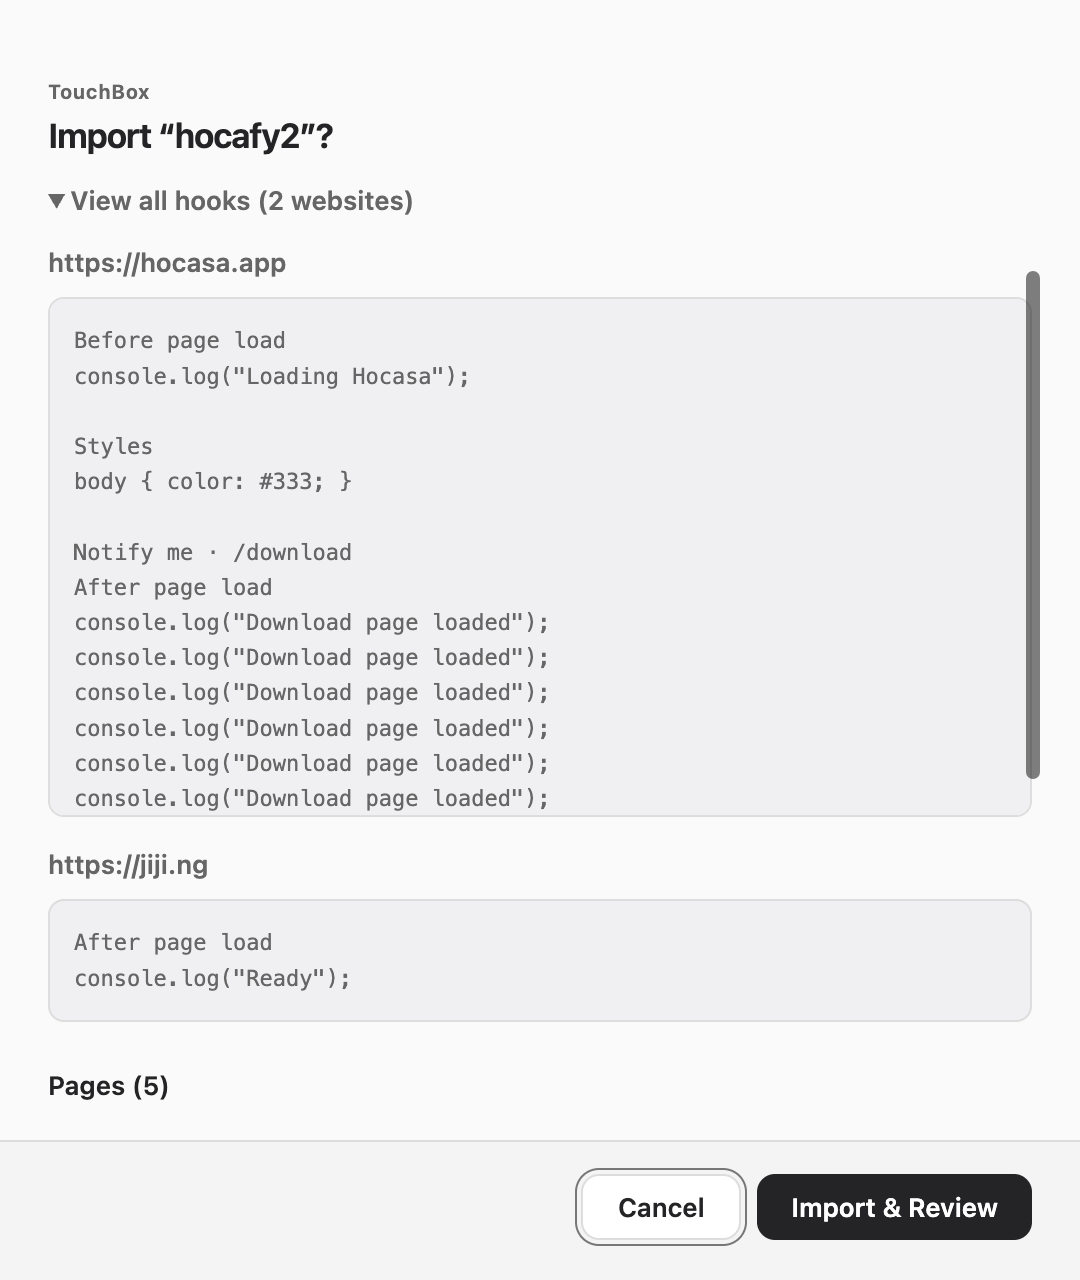 TouchBox
Import “hocafy2”?
▼ View all hooks (2 websites)
https://hocasa.app
Before page load
console.log("Loading Hocasa");
Styles
body { color: #333; }
Notify me · /download
After page load
console.log("Download page loaded");
console.log("Download page loaded");
console.log("Download page loaded");
console.log("Download page loaded");
console.log("Download page loaded");
console.log("Download page loaded");
https://jiji.ng
After page load
console.log("Ready");
Pages (5)
Cancel
Import & Review